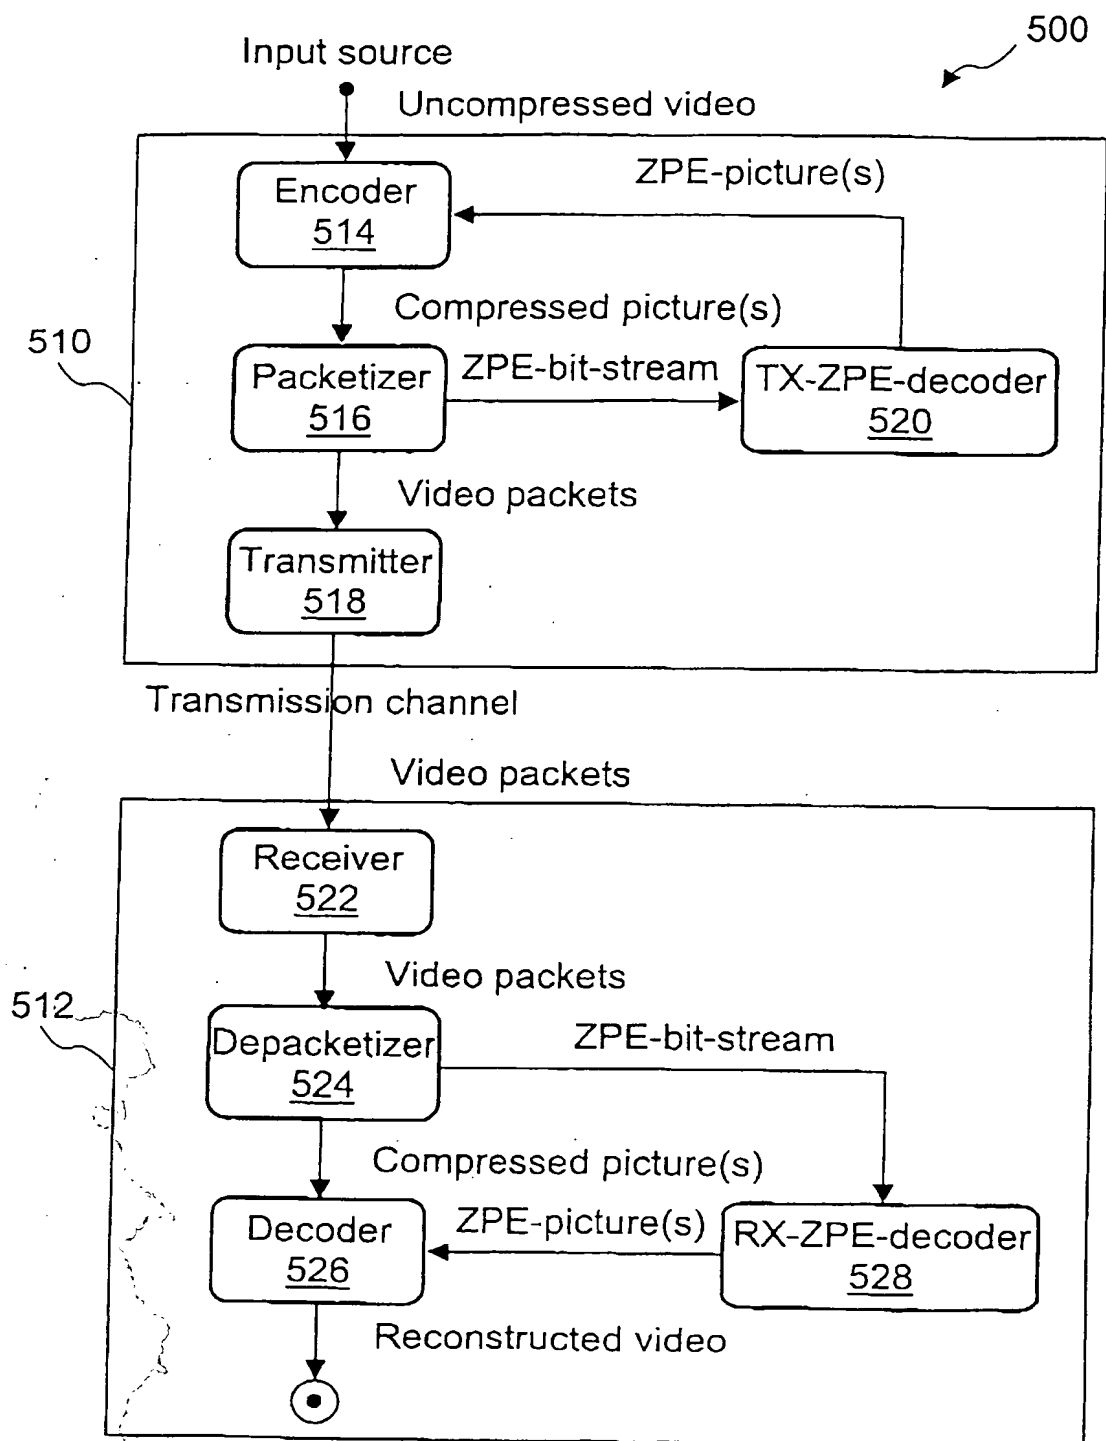 500
Input source
Uncompressed video
Encoder
514
ZPE-picture(s)
Compressed picture(s)
510
Packetizer
516
ZPE-bit-stream
TX-ZPE-decoder
520
Video packets
Transmitter
518
Transmission channel
Video packets
Receiver
522
Video packets
512
Depacketizer
524
ZPE-bit-stream
Compressed picture(s)
Decoder
526
ZPE-picture(s)
RX-ZPE-decoder
528
Reconstructed video